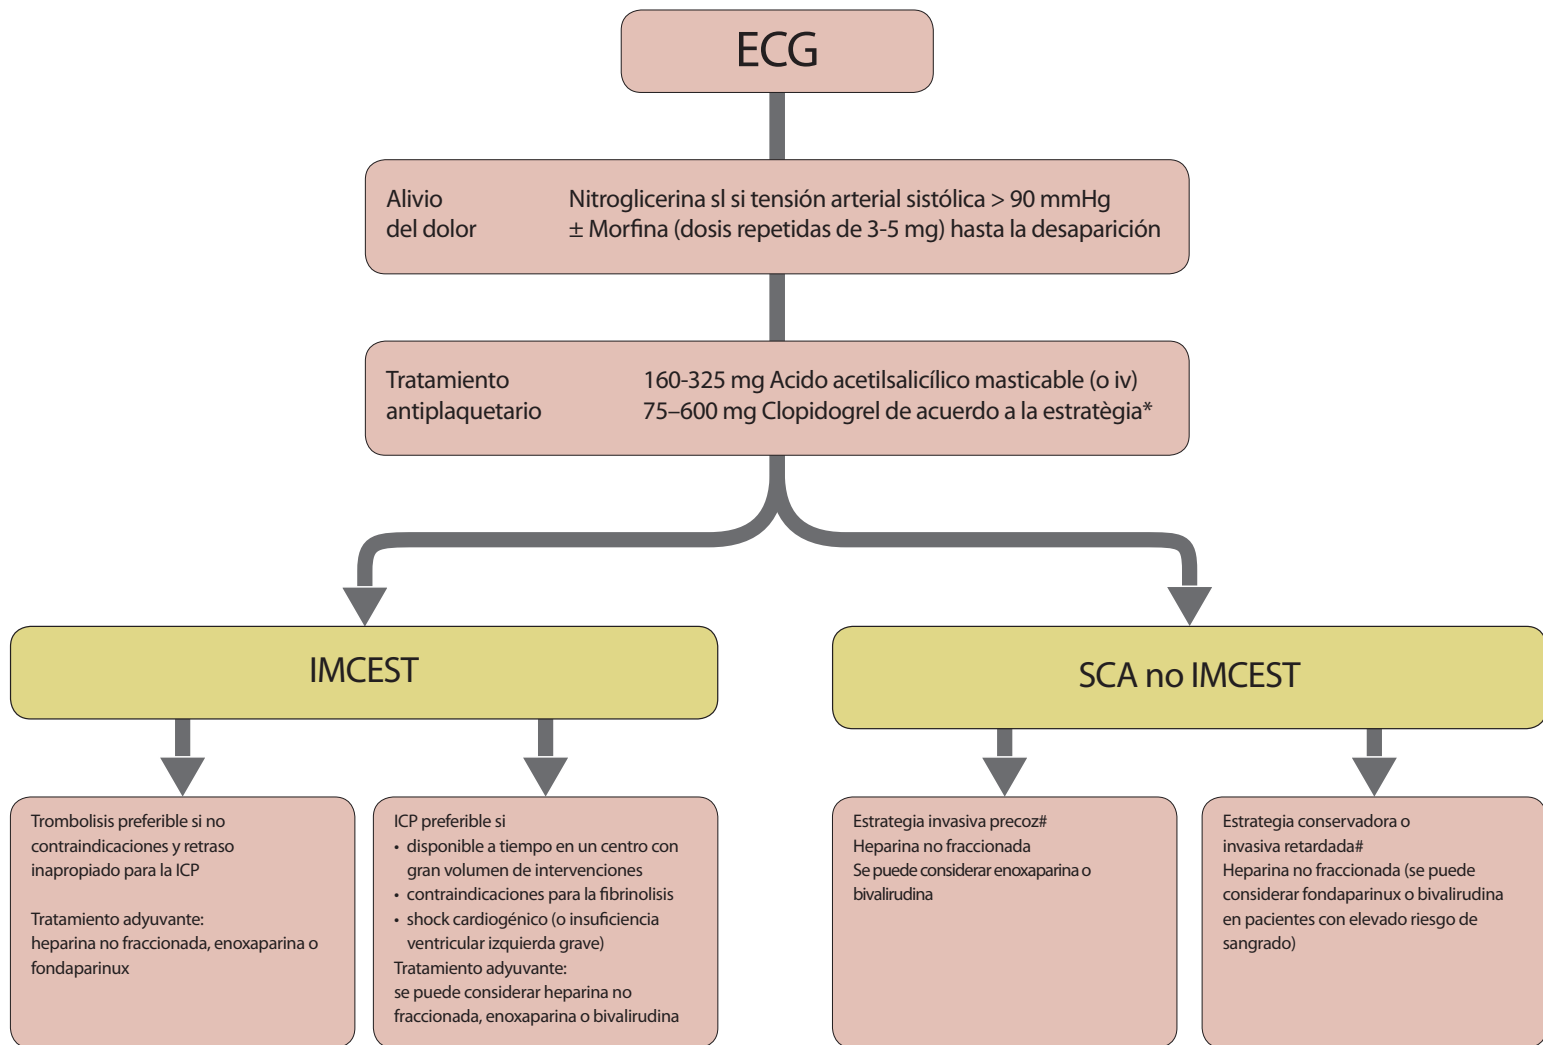 ECG
Alivio
del dolor
Nitroglicerina sl si tensión arterial sistólica > 90 mmHg
± Morfina (dosis repetidas de 3-5 mg) hasta la desaparición
Tratamiento
antiplaquetario
160-325 mg Acido acetilsalicílico masticable (o iv)
75–600 mg Clopidogrel de acuerdo a la estratègia*
IMCEST
SCA no IMCEST
Trombolisis preferible si no
contraindicaciones y retraso
inapropiado para la ICP
Tratamiento adyuvante:
heparina no fraccionada, enoxaparina o
fondaparinux
ICP preferible si
• disponible a tiempo en un centro con
gran volumen de intervenciones
• contraindicaciones para la fibrinolisis
• shock cardiogénico (o insuficiencia
ventricular izquierda grave)
Tratamiento adyuvante:
se puede considerar heparina no
fraccionada, enoxaparina o bivalirudina
Estrategia invasiva precoz#
Heparina no fraccionada
Se puede considerar enoxaparina o
bivalirudina
Estrategia conservadora o
invasiva retardada#
Heparina no fraccionada (se puede
considerar fondaparinux o bivalirudina
en pacientes con elevado riesgo de
sangrado)